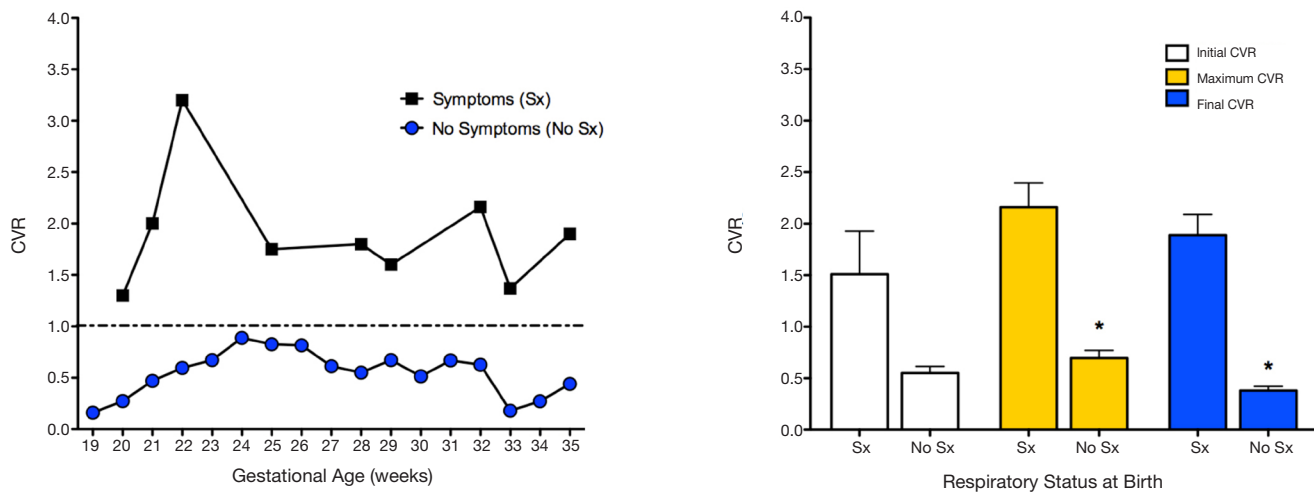 4.0
3.5
3.0
2.5
2.0
1.5
1.0
0.5
0.0
CVR
Symptoms (Sx)
No Symptoms (No Sx)
19 20 21 22 23 24 25 26 27 28 29 30 31 32 33 34 35
Gestational Age (weeks)
4.0
3.5
3.0
2.5
2.0
1.5
1.0
0.5
0.0
CVR
Initial CVR
Maximum CVR
Final CVR
*
*
Sx No Sx Sx No Sx Sx No Sx
Respiratory Status at Birth